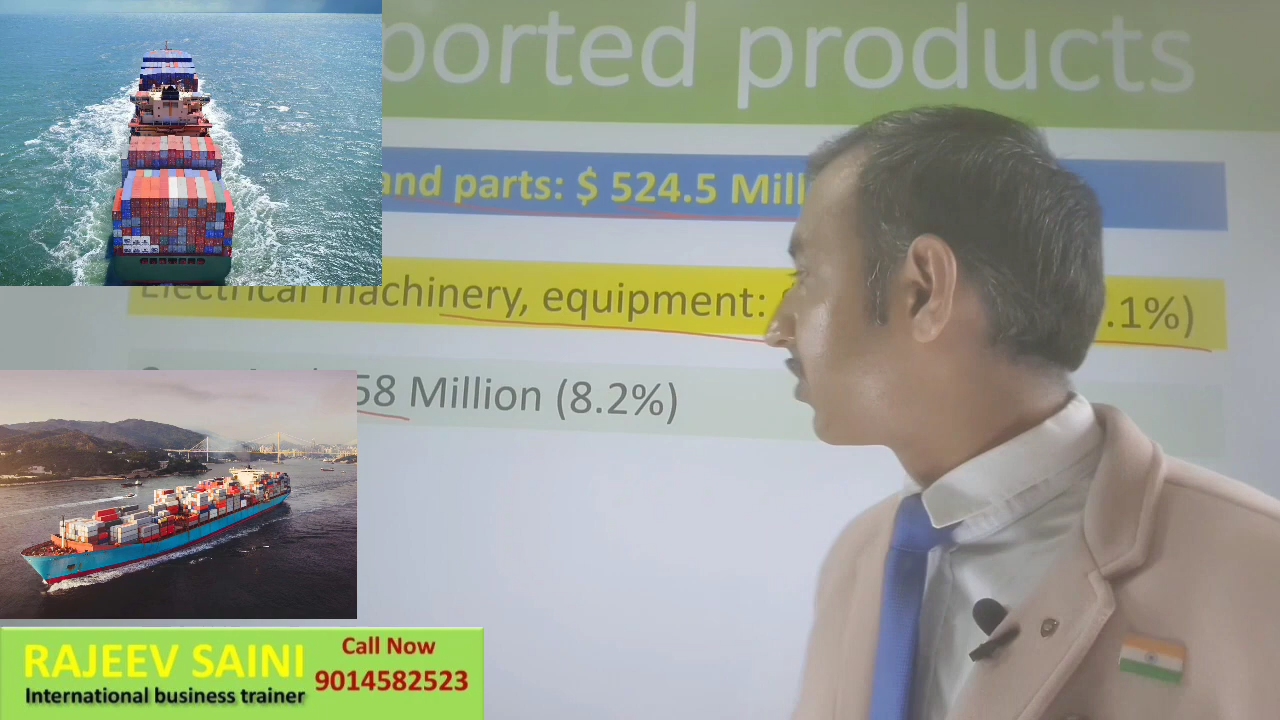 ported products
and parts: $ 524.5 Mill
Electrical machinery, equipment: .1%)
58 Million (8.2%)
RAJEEV SAINI
International business trainer
Call Now
9014582523